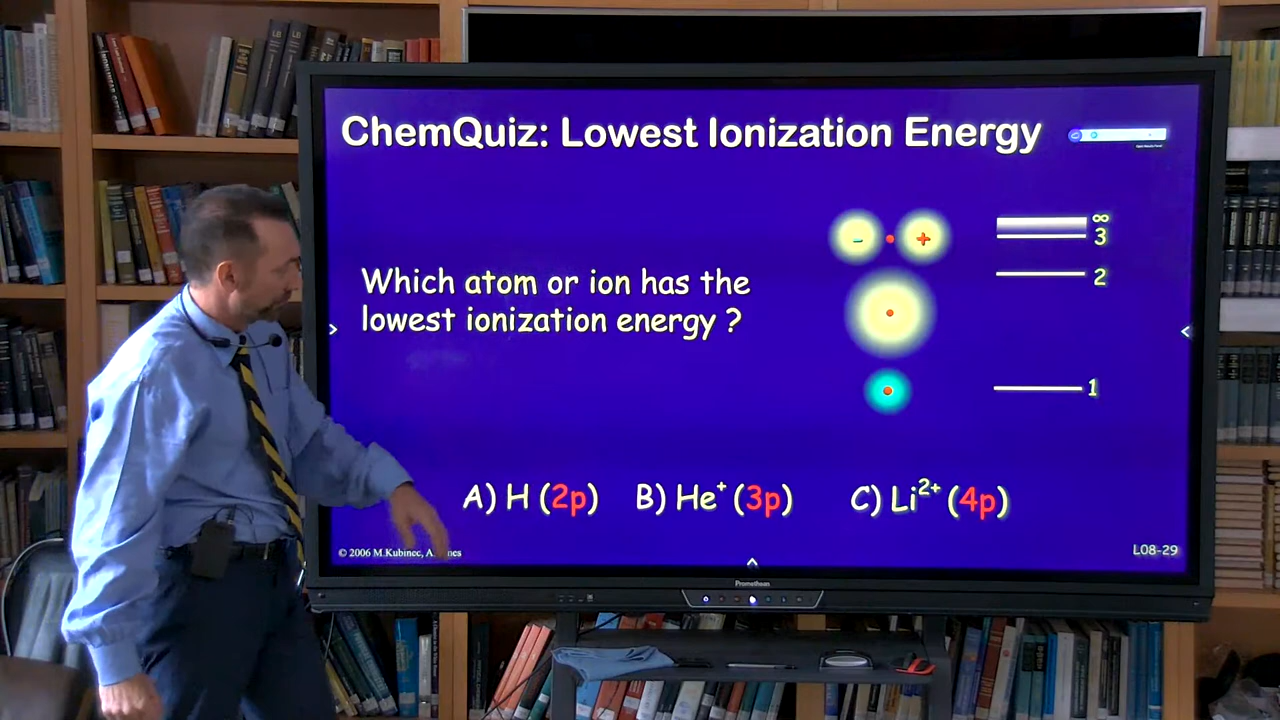 ChemQuiz: Lowest Ionization Energy
Which atom or ion has the
lowest ionization energy ?
- +
∞
3
2
1
A) H (2p) B) He⁺ (3p) C) Li²⁺ (4p)
© 2006 M.Kubinec, A.
L08-29
Promethean